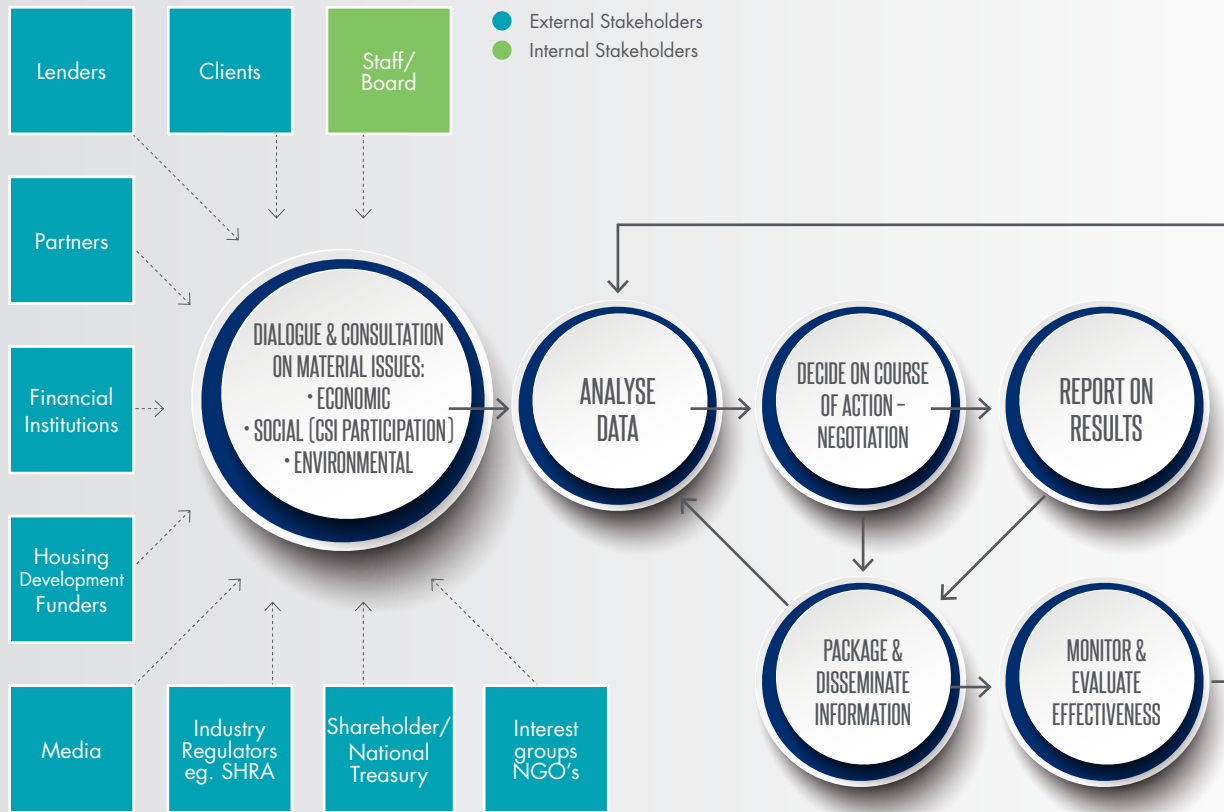 External Stakeholders
Internal Stakeholders
Lenders
Clients
Staff/
Board
Partners
Financial
Institutions
Housing
Development
Funders
Media
Industry
Regulators
eg. SHRA
Shareholder/
National
Treasury
Interest
groups
NGO's
DIALOGUE & CONSULTATION
ON MATERIAL ISSUES:
• ECONOMIC
• SOCIAL (CSI PARTICIPATION)
• ENVIRONMENTAL
ANALYSE
DATA
DECIDE ON COURSE
OF ACTION –
NEGOTIATION
REPORT ON
RESULTS
PACKAGE &
DISSEMINATE
INFORMATION
MONITOR &
EVALUATE
EFFECTIVENESS